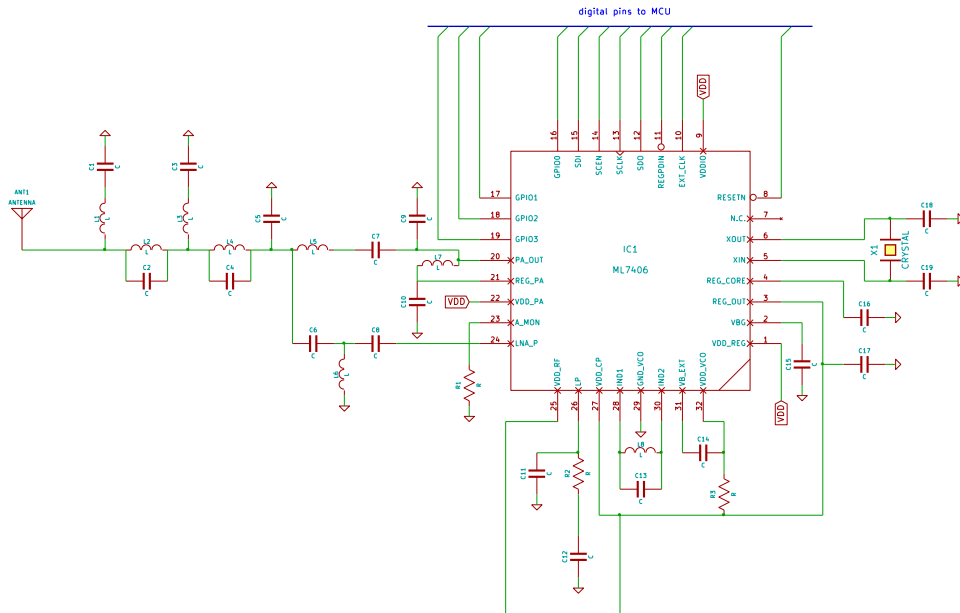 digital pins to MCU
VDD
16
15
14
13
12
11
10
9
GPIO0
SDI
SCEN
SCLK
SDO
REGPDIN
EXT_CLK
VDDIO
C1
C
C3
C
ANT1
ANTENNA
L1
L
L3
L
C5
C
C9
C
17 GPIO1
RESETN 8
18 GPIO2
N.C. 7
19 GPIO3
XOUT 6
20 PA_OUT
XIN 5
21 REG_PA
REG_CORE 4
22 VDD_PA
REG_OUT 3
23 A_MON
VBG 2
24 LNA_P
VDD_REG 1
IC1
ML7406
L2
L
C2
C
L4
L
C4
C
L5
L
C7
C
L7
L
C10
C
VDD
X1
CRYSTAL
C18
C
C19
C
C16
C
C17
C
C15
C
VDD
C6
C
C8
C
L6
L
R1
R
VDD_RF
LP
VDD_CP
IND1
GND_VCO
IND2
VB_EXT
VDD_VCO
25
26
27
28
29
30
31
32
L8
L
C13
C
C14
C
C11
C
R2
R
R3
R
C12
C